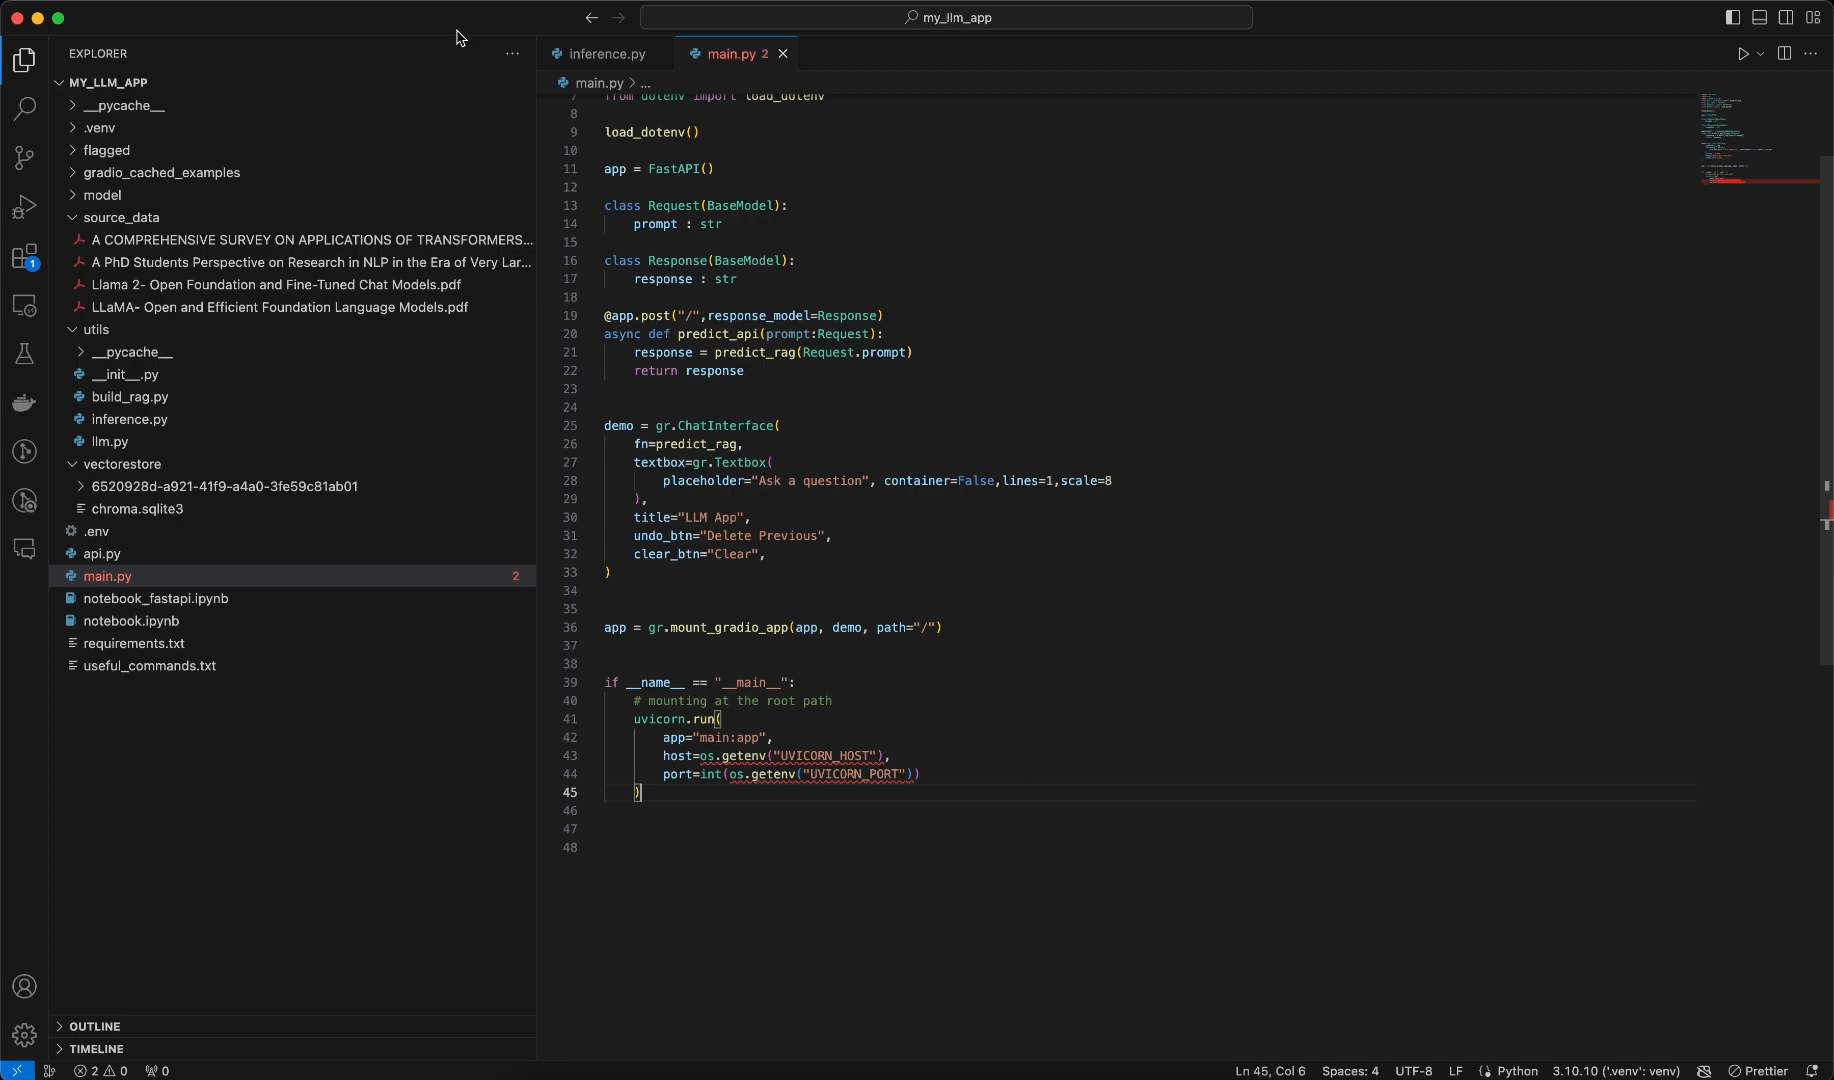 my_llm_app
EXPLORER
MY_LLM_APP
__pycache__
.venv
flagged
gradio_cached_examples
model
source_data
A COMPREHENSIVE SURVEY ON APPLICATIONS OF TRANSFORMERS...
A PhD Students Perspective on Research in NLP in the Era of Very Lar...
Llama 2- Open Foundation and Fine-Tuned Chat Models.pdf
LLaMA- Open and Efficient Foundation Language Models.pdf
utils
__pycache__
__init__.py
build_rag.py
inference.py
llm.py
vectorestore
6520928d-a921-41f9-a4a0-3fe59c81ab01
chroma.sqlite3
.env
api.py
main.py 2
notebook_fastapi.ipynb
notebook.ipynb
requirements.txt
useful_commands.txt
OUTLINE
TIMELINE
1
inference.py
main.py 2
main.py > ...
7 from dotenv import load_dotenv
8
9 load_dotenv()
10
11 app = FastAPI()
12
13 class Request(BaseModel):
14     prompt : str
15
16 class Response(BaseModel):
17     response : str
18
19 @app.post("/",response_model=Response)
20 async def predict_api(prompt:Request):
21     response = predict_rag(Request.prompt)
22     return response
23
24
25 demo = gr.ChatInterface(
26     fn=predict_rag,
27     textbox=gr.Textbox(
28         placeholder="Ask a question", container=False,lines=1,scale=8
29     ),
30     title="LLM App",
31     undo_btn="Delete Previous",
32     clear_btn="Clear",
33 )
34
35
36 app = gr.mount_gradio_app(app, demo, path="/")
37
38
39 if __name__ == "__main__":
40     # mounting at the root path
41     uvicorn.run(
42         app="main:app",
43         host=os.getenv("UVICORN_HOST"),
44         port=int(os.getenv("UVICORN_PORT"))
45     )
46
47
48
2 0 0
Ln 45, Col 6 Spaces: 4 UTF-8 LF Python 3.10.10 ('.venv': venv) Prettier